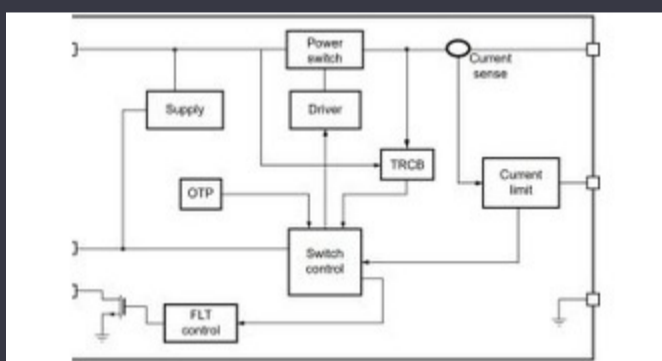 Power
switch
Current
sense
Supply
Driver
TRCB
Current
limit
OTP
Switch
control
FLT
control